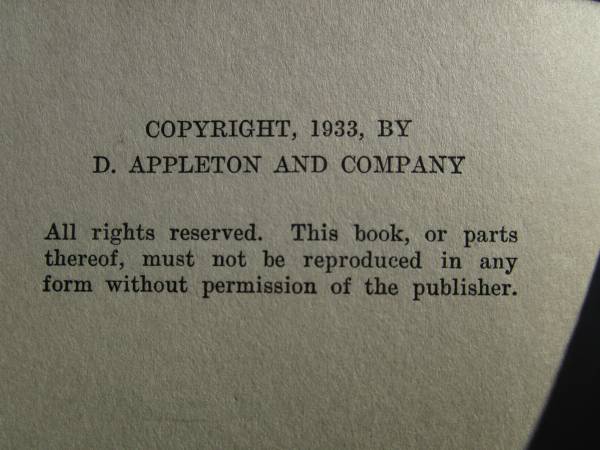 COPYRIGHT, 1933, BY
D. APPLETON AND COMPANY
All rights reserved. This book, or parts
thereof, must not be reproduced in any
form without permission of the publisher.